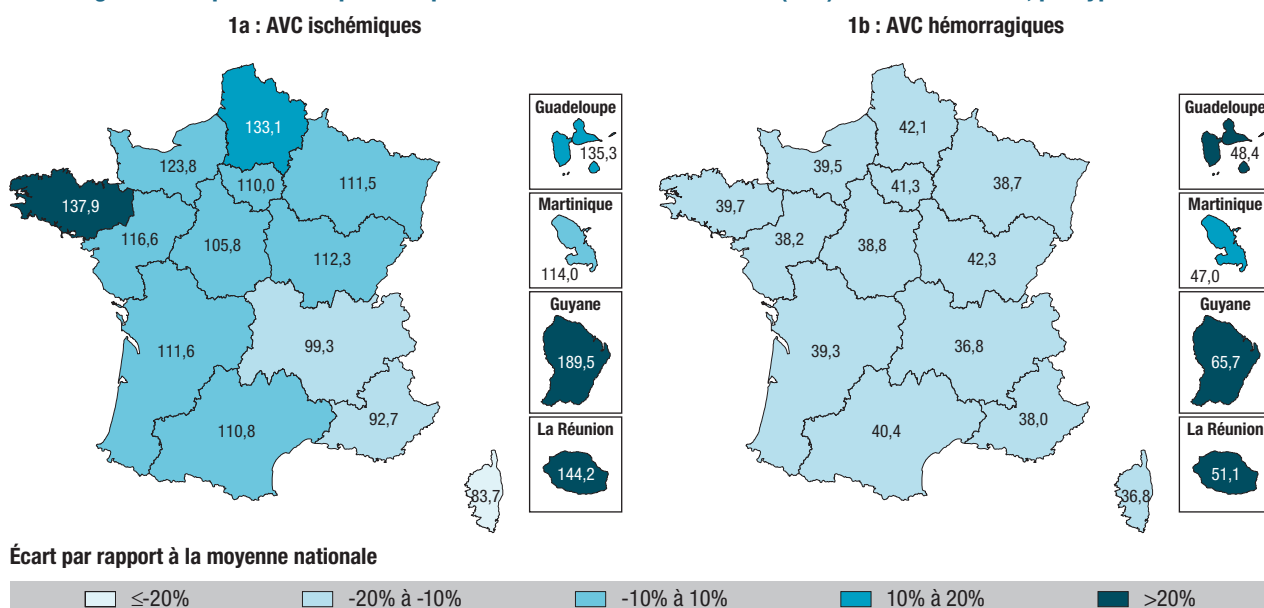 1a : AVC ischémiques
133,1
123,8
110,0
111,5
137,9
116,6
105,8
112,3
111,6
99,3
110,8
92,7
83,7
Guadeloupe
135,3
Martinique
114,0
Guyane
189,5
La Réunion
144,2
1b : AVC hémorragiques
42,1
39,5
41,3
38,7
39,7
38,2
38,8
42,3
39,3
36,8
40,4
38,0
36,8
Guadeloupe
48,4
Martinique
47,0
Guyane
65,7
La Réunion
51,1
Écart par rapport à la moyenne nationale
≤-20%
-20% à -10%
-10% à 10%
10% à 20%
>20%